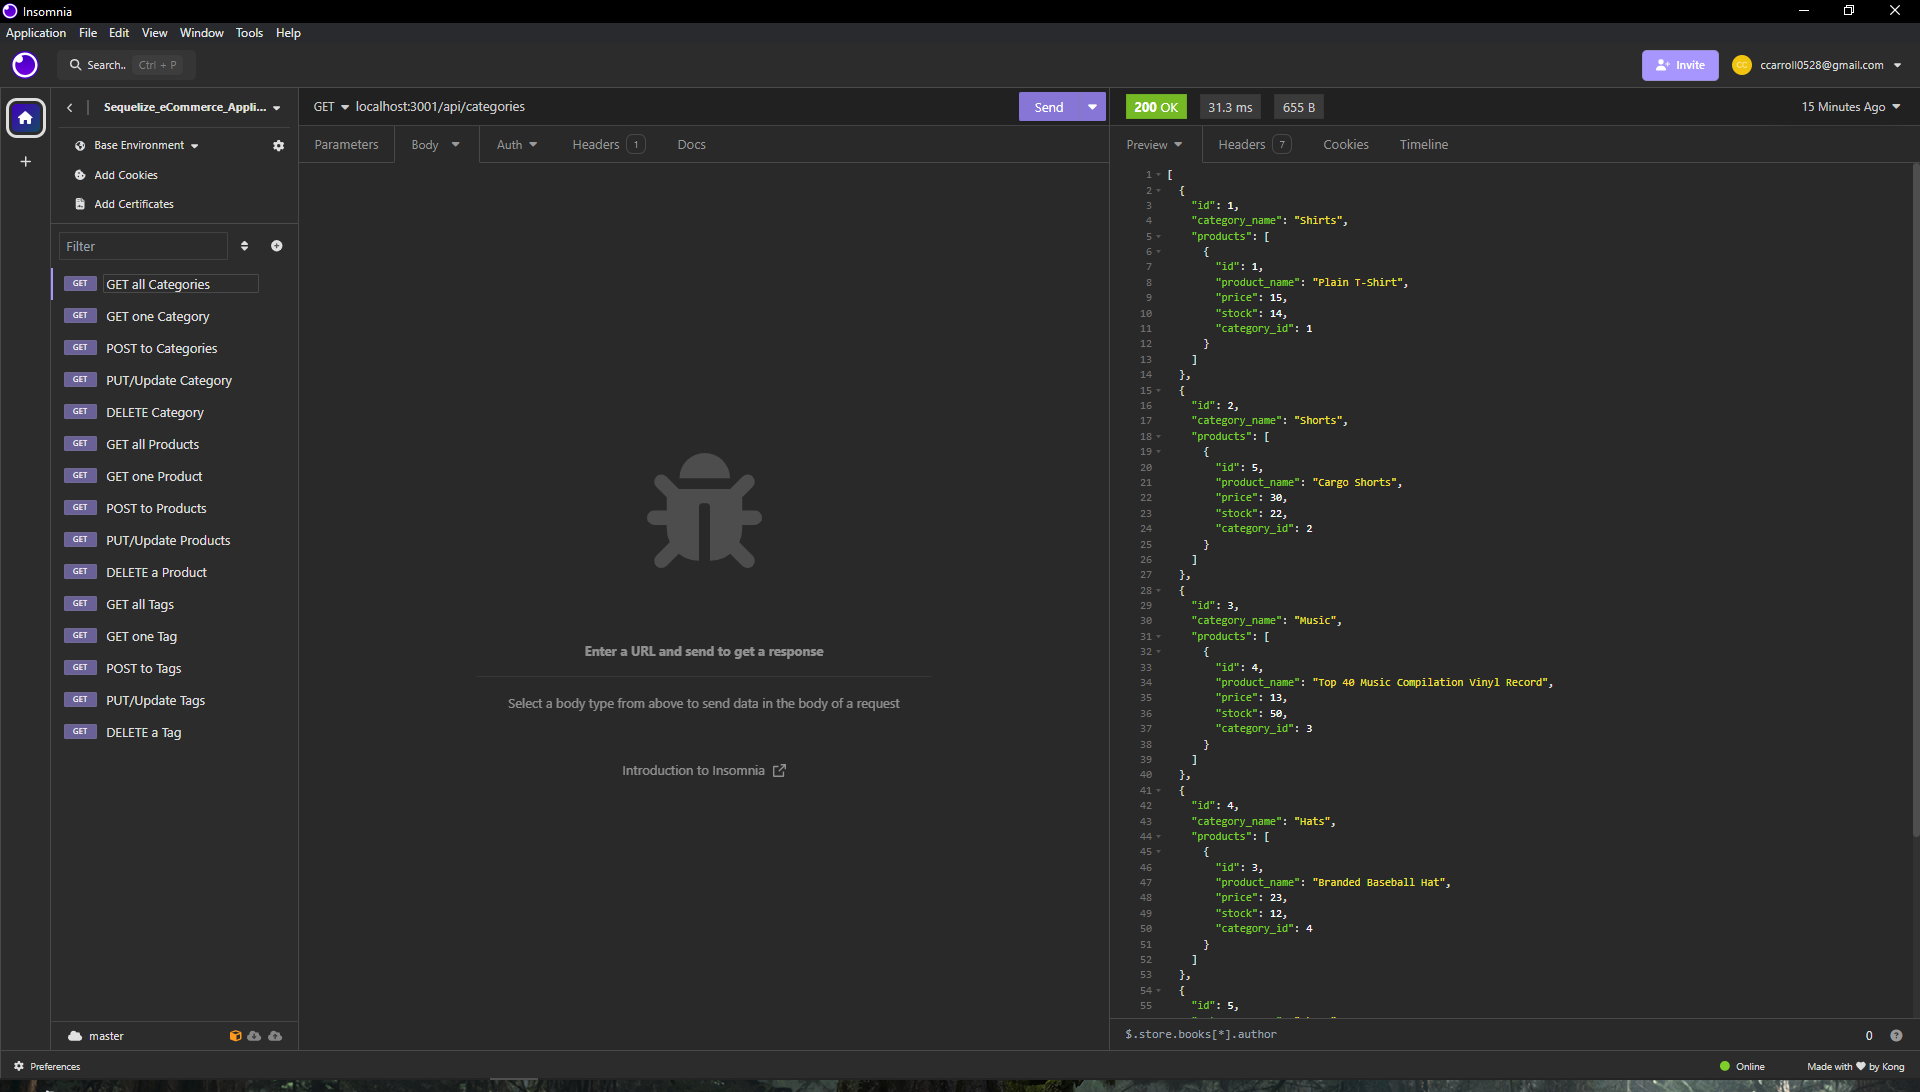 Insomnia
Application File Edit View Window Tools Help
Search.. Ctrl + P
Invite
CC ccarroll0528@gmail.com
Sequelize_eCommerce_Appli...
Base Environment
Add Cookies
Add Certificates
Filter
GET GET all Categories
GET GET one Category
GET POST to Categories
GET PUT/Update Category
GET DELETE Category
GET GET all Products
GET GET one Product
GET POST to Products
GET PUT/Update Products
GET DELETE a Product
GET GET all Tags
GET GET one Tag
GET POST to Tags
GET PUT/Update Tags
GET DELETE a Tag
master
Preferences
GET localhost:3001/api/categories
Send
Parameters Body Auth Headers 1 Docs
Enter a URL and send to get a response
Select a body type from above to send data in the body of a request
Introduction to Insomnia
200 OK 31.3 ms 655 B 15 Minutes Ago
Preview Headers 7 Cookies Timeline
1 [
2 {
3 "id": 1,
4 "category_name": "Shirts",
5 "products": [
6 {
7 "id": 1,
8 "product_name": "Plain T-Shirt",
9 "price": 15,
10 "stock": 14,
11 "category_id": 1
12 }
13 ]
14 },
15 {
16 "id": 2,
17 "category_name": "Shorts",
18 "products": [
19 {
20 "id": 5,
21 "product_name": "Cargo Shorts",
22 "price": 30,
23 "stock": 22,
24 "category_id": 2
25 }
26 ]
27 },
28 {
29 "id": 3,
30 "category_name": "Music",
31 "products": [
32 {
33 "id": 4,
34 "product_name": "Top 40 Music Compilation Vinyl Record",
35 "price": 13,
36 "stock": 50,
37 "category_id": 3
38 }
39 ]
40 },
41 {
42 "id": 4,
43 "category_name": "Hats",
44 "products": [
45 {
46 "id": 3,
47 "product_name": "Branded Baseball Hat",
48 "price": 23,
49 "stock": 12,
50 "category_id": 4
51 }
52 ]
53 },
54 {
55 "id": 5,
$.store.books[*].author
0 ?
Online
Made with ♥ by Kong